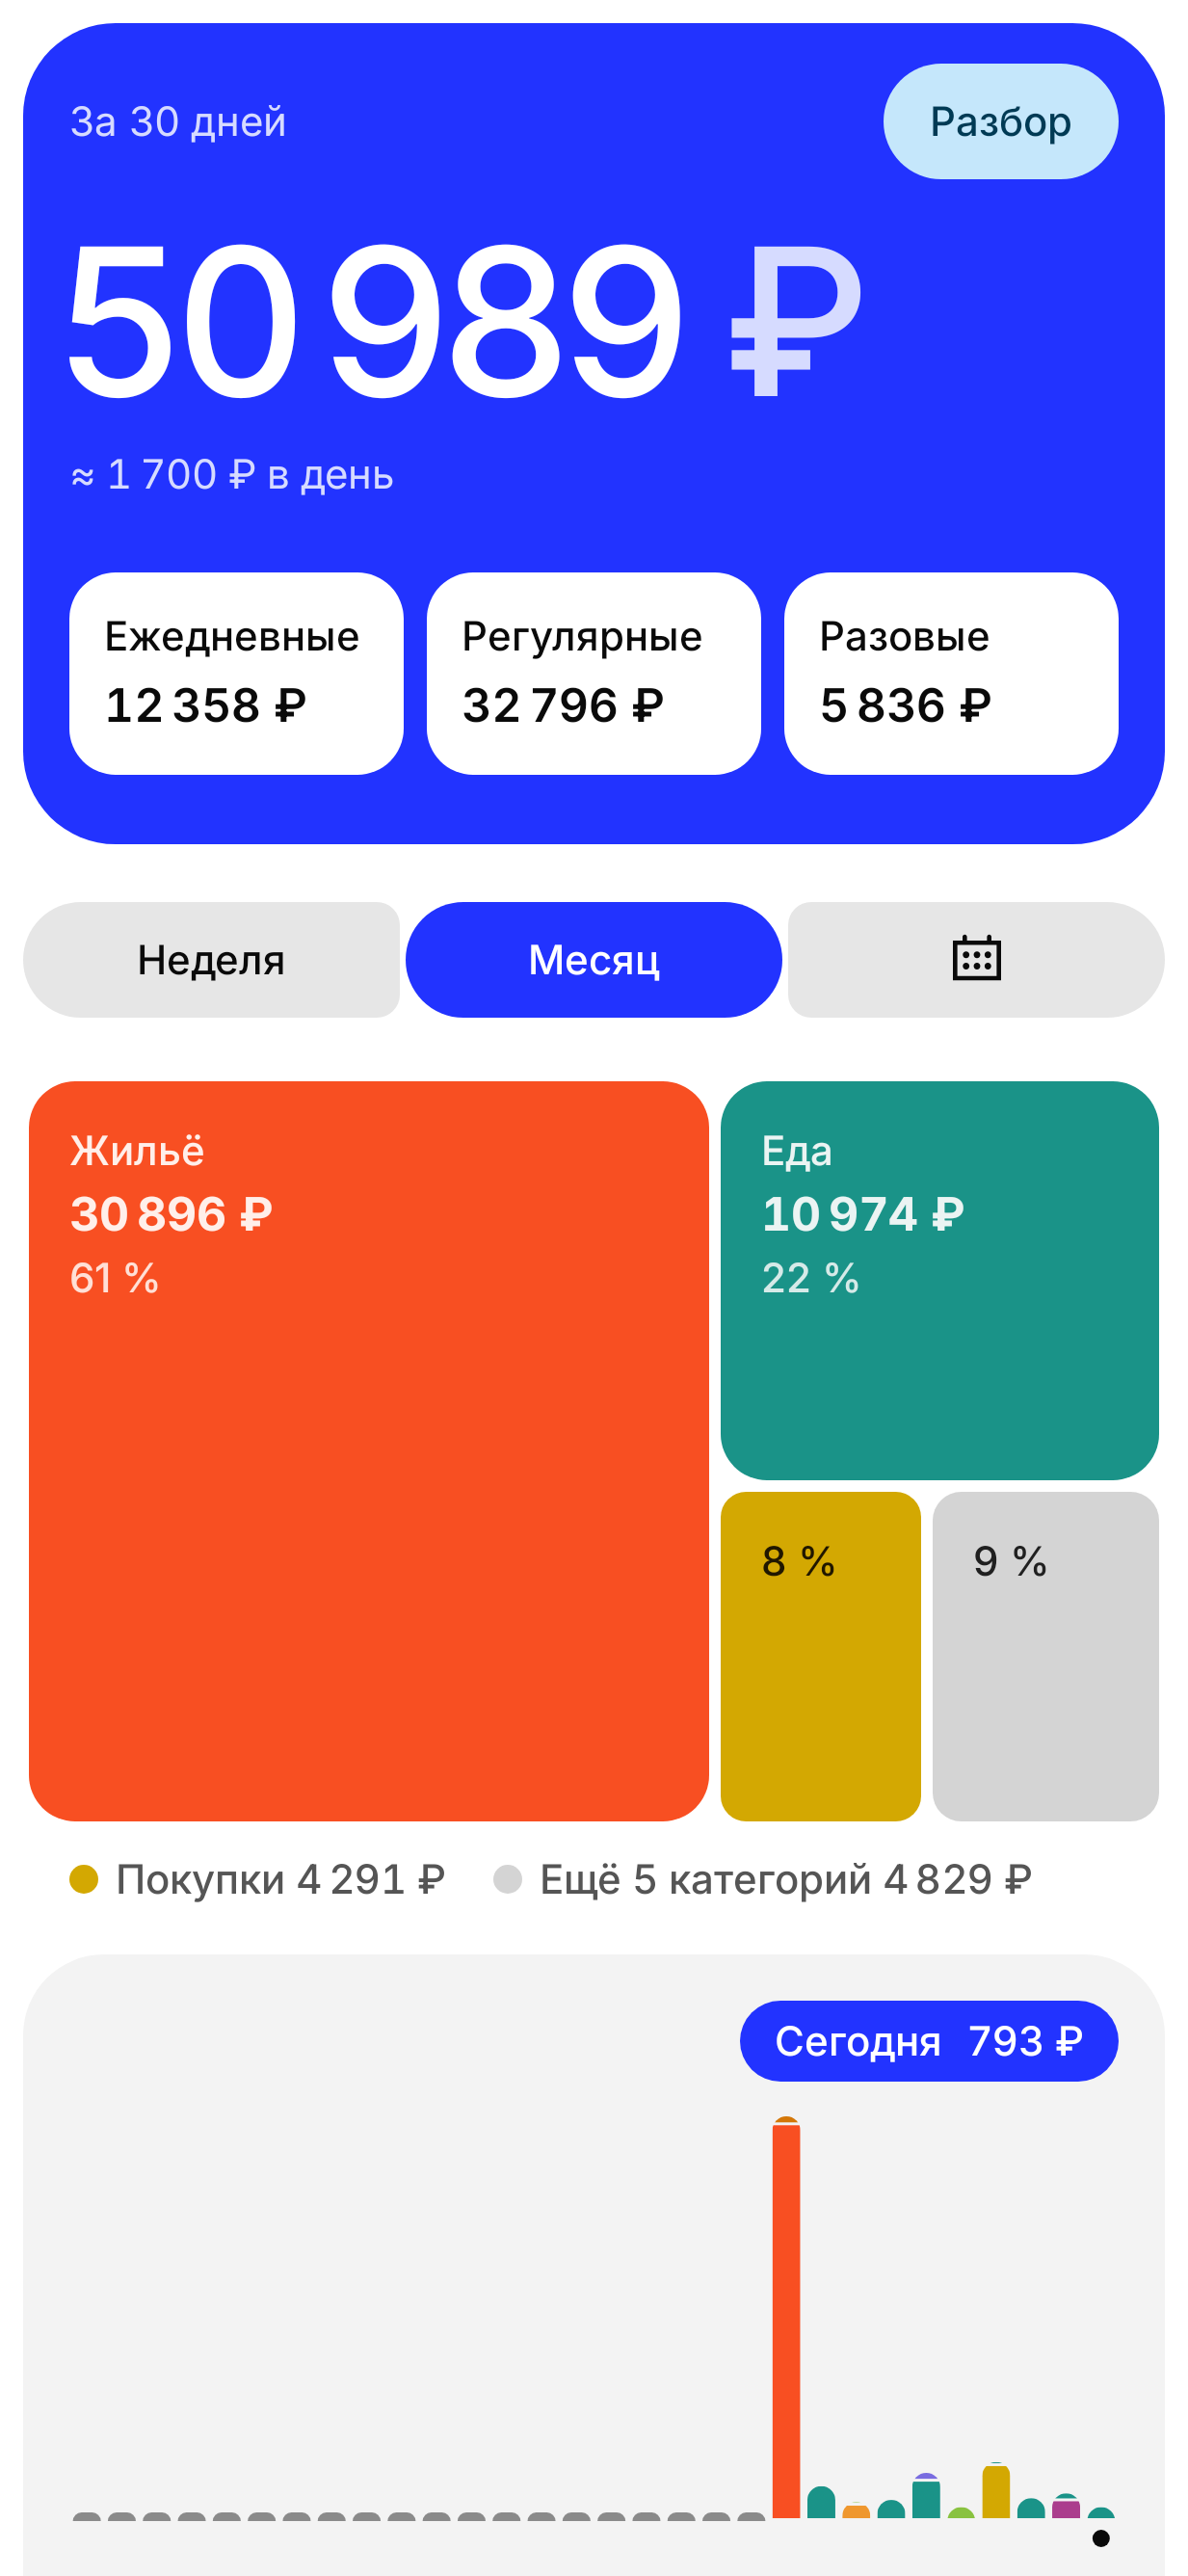 За 30 дней
Разбор
50 989 ₽
≈ 1 700 ₽ в день
Ежедневные
12 358 ₽
Регулярные
32 796 ₽
Разовые
5 836 ₽
Неделя
Месяц
Жильё
30 896 ₽
61 %
Еда
10 974 ₽
22 %
8 %
9 %
Покупки 4 291 ₽
Ещё 5 категорий 4 829 ₽
Сегодня 793 ₽